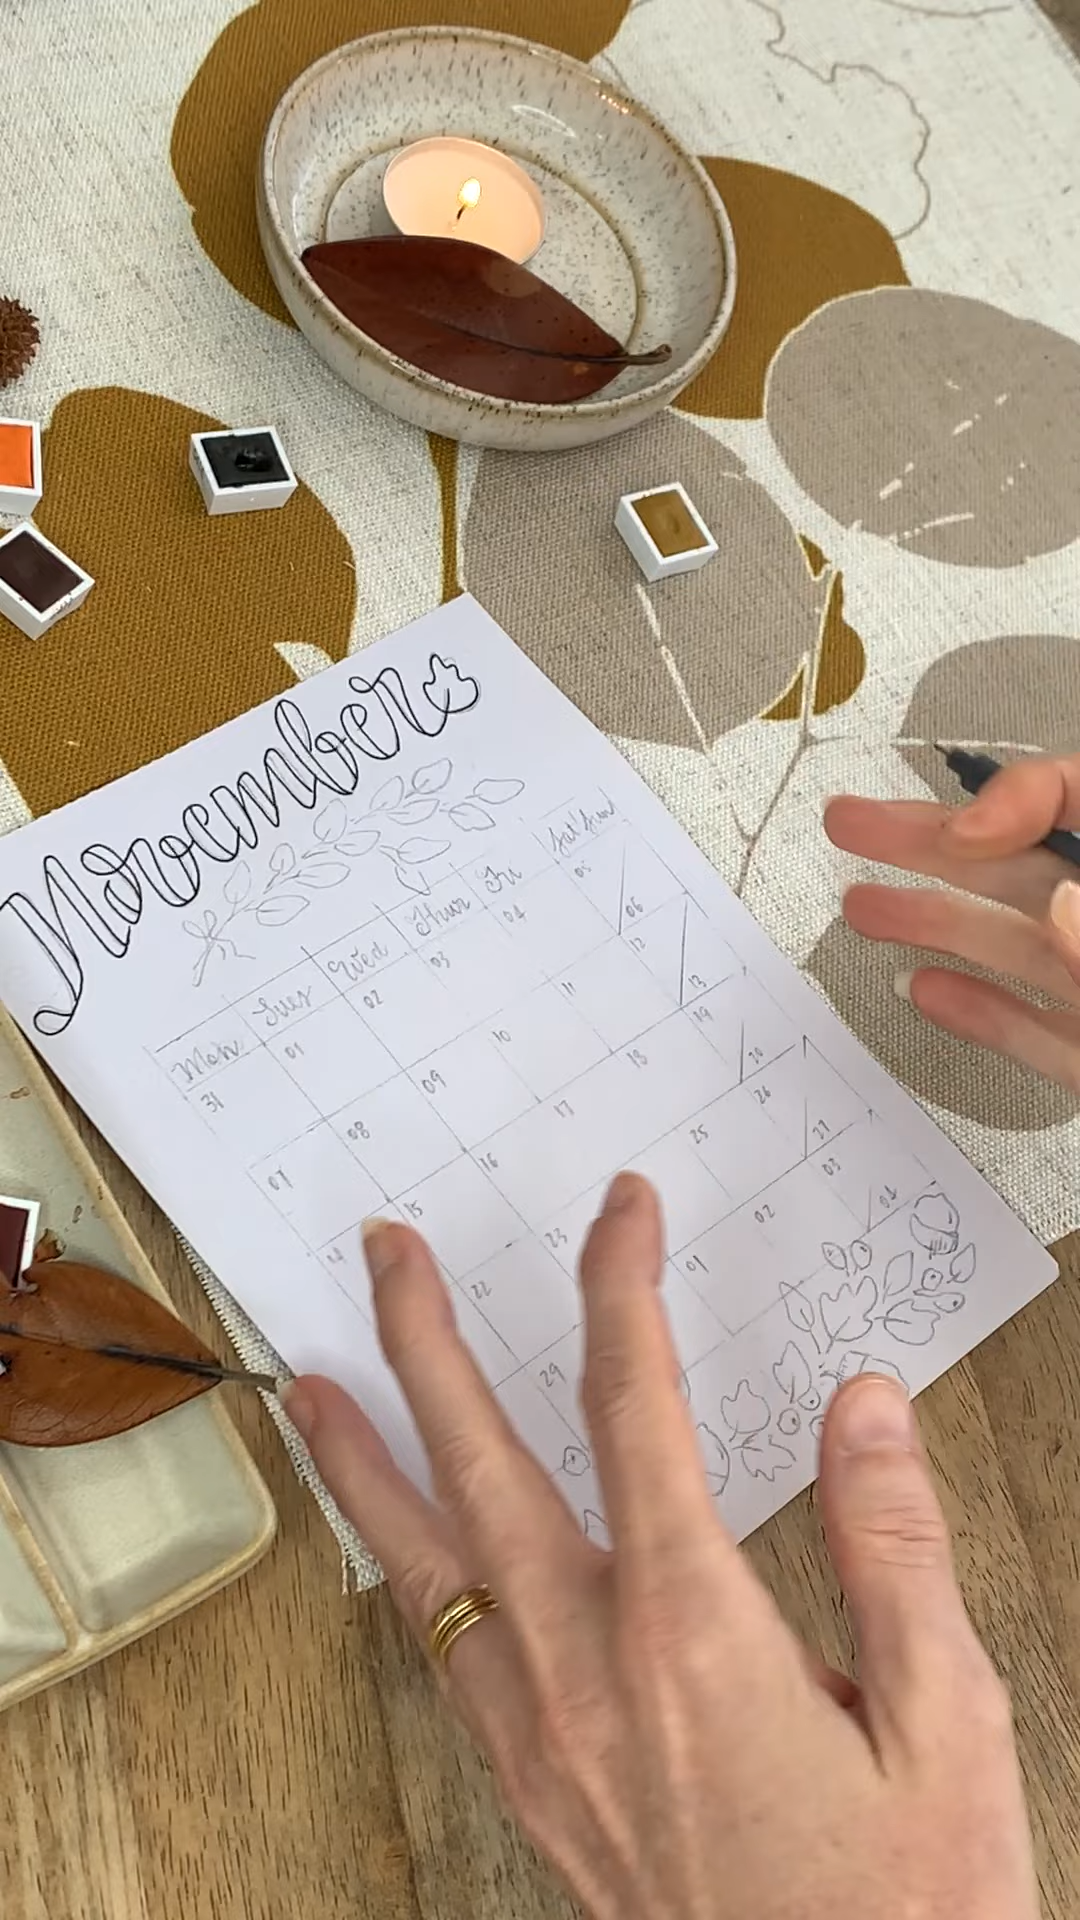 November
Mon Tues Wed Thur Fri Sat Sun
31 01 02 03 04 05 06
07 08 09 10 11 12 13
14 15 16 17 18 19 20
22 23 25 26 27
29 01 02 03 04